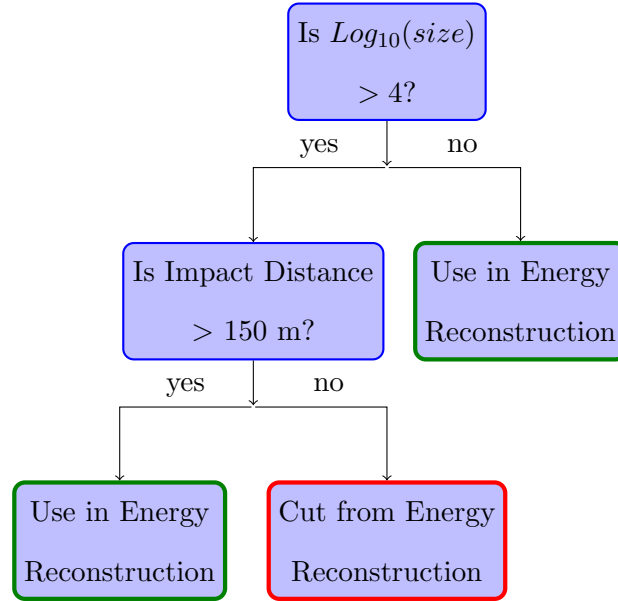 Is Log₁₀(size)
> 4?
yes
no
Is Impact Distance
> 150 m?
Use in Energy
Reconstruction
yes
no
Use in Energy
Reconstruction
Cut from Energy
Reconstruction